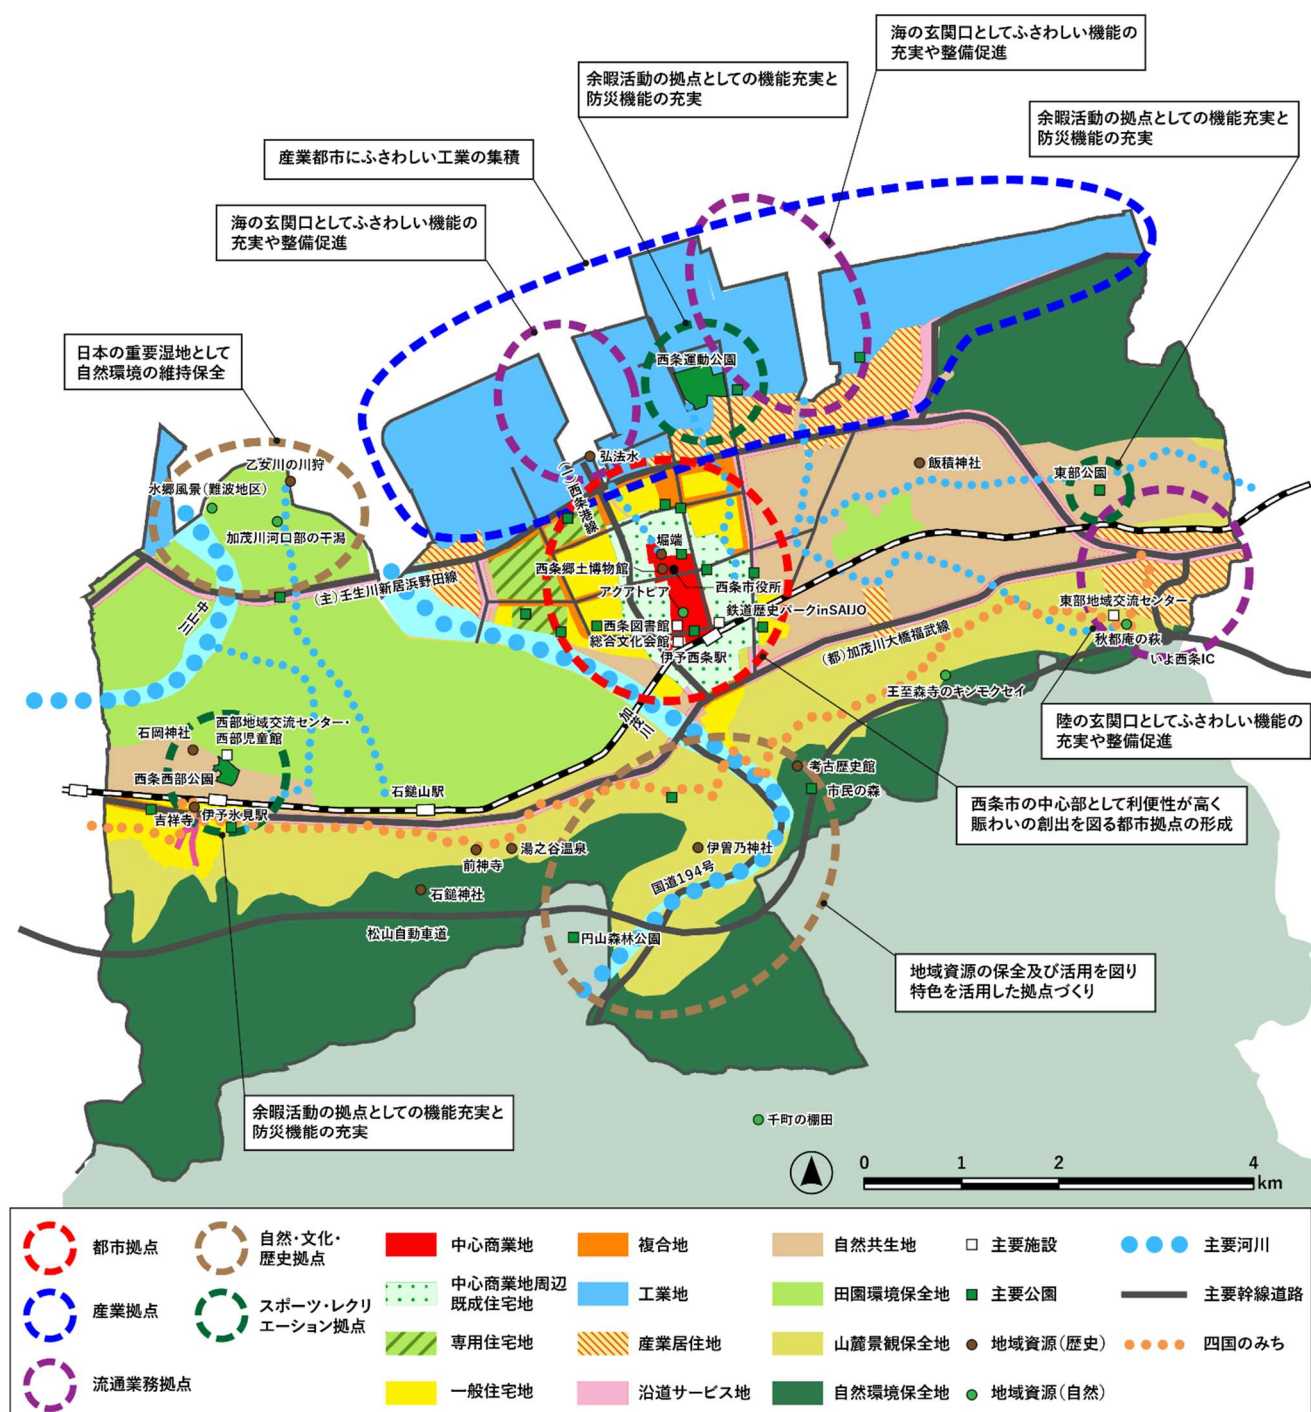 海の玄関口としてふさわしい機能の
充実や整備促進
余暇活動の拠点としての機能充実と
防災機能の充実
余暇活動の拠点としての機能充実と
防災機能の充実
産業都市にふさわしい工業の集積
海の玄関口としてふさわしい機能の
充実や整備促進
日本の重要湿地として
自然環境の維持保全
西条運動公園
弘法水
(一)西条港線
飯積神社
東部公園
乙女川の川狩
水郷風景(難波地区)
加茂川河口部の干潟
堀端
西条郷土博物館
西条市役所
アクアトピア
鉄道歴史パークinSAIJO
(主)壬生川新居浜野田線
中山川
西条図書館
総合文化会館
伊予西条駅
(都)加茂川大橋福武線
東部地域交流センター
秋都庵の萩
いよ西条IC
王至森寺のキンモクセイ
加茂川
陸の玄関口としてふさわしい機能の
充実や整備促進
石岡神社
西部地域交流センター・
西部児童館
西条西部公園
石鎚山駅
考古歴史館
市民の森
西条市の中心部として利便性が高く
賑わいの創出を図る都市拠点の形成
吉祥寺
伊予氷見駅
前神寺
湯之谷温泉
伊曽乃神社
国道194号
石鎚神社
松山自動車道
円山森林公園
地域資源の保全及び活用を図り
特色を活用した拠点づくり
余暇活動の拠点としての機能充実と
防災機能の充実
千町の棚田
0 1 2 4
km
都市拠点
産業拠点
流通業務拠点
自然・文化・
歴史拠点
スポーツ・レクリ
エーション拠点
中心商業地
中心商業地周辺
既成住宅地
専用住宅地
一般住宅地
複合地
工業地
産業居住地
沿道サービス地
自然共生地
田園環境保全地
山麓景観保全地
自然環境保全地
主要施設
主要公園
地域資源(歴史)
地域資源(自然)
主要河川
主要幹線道路
四国のみち